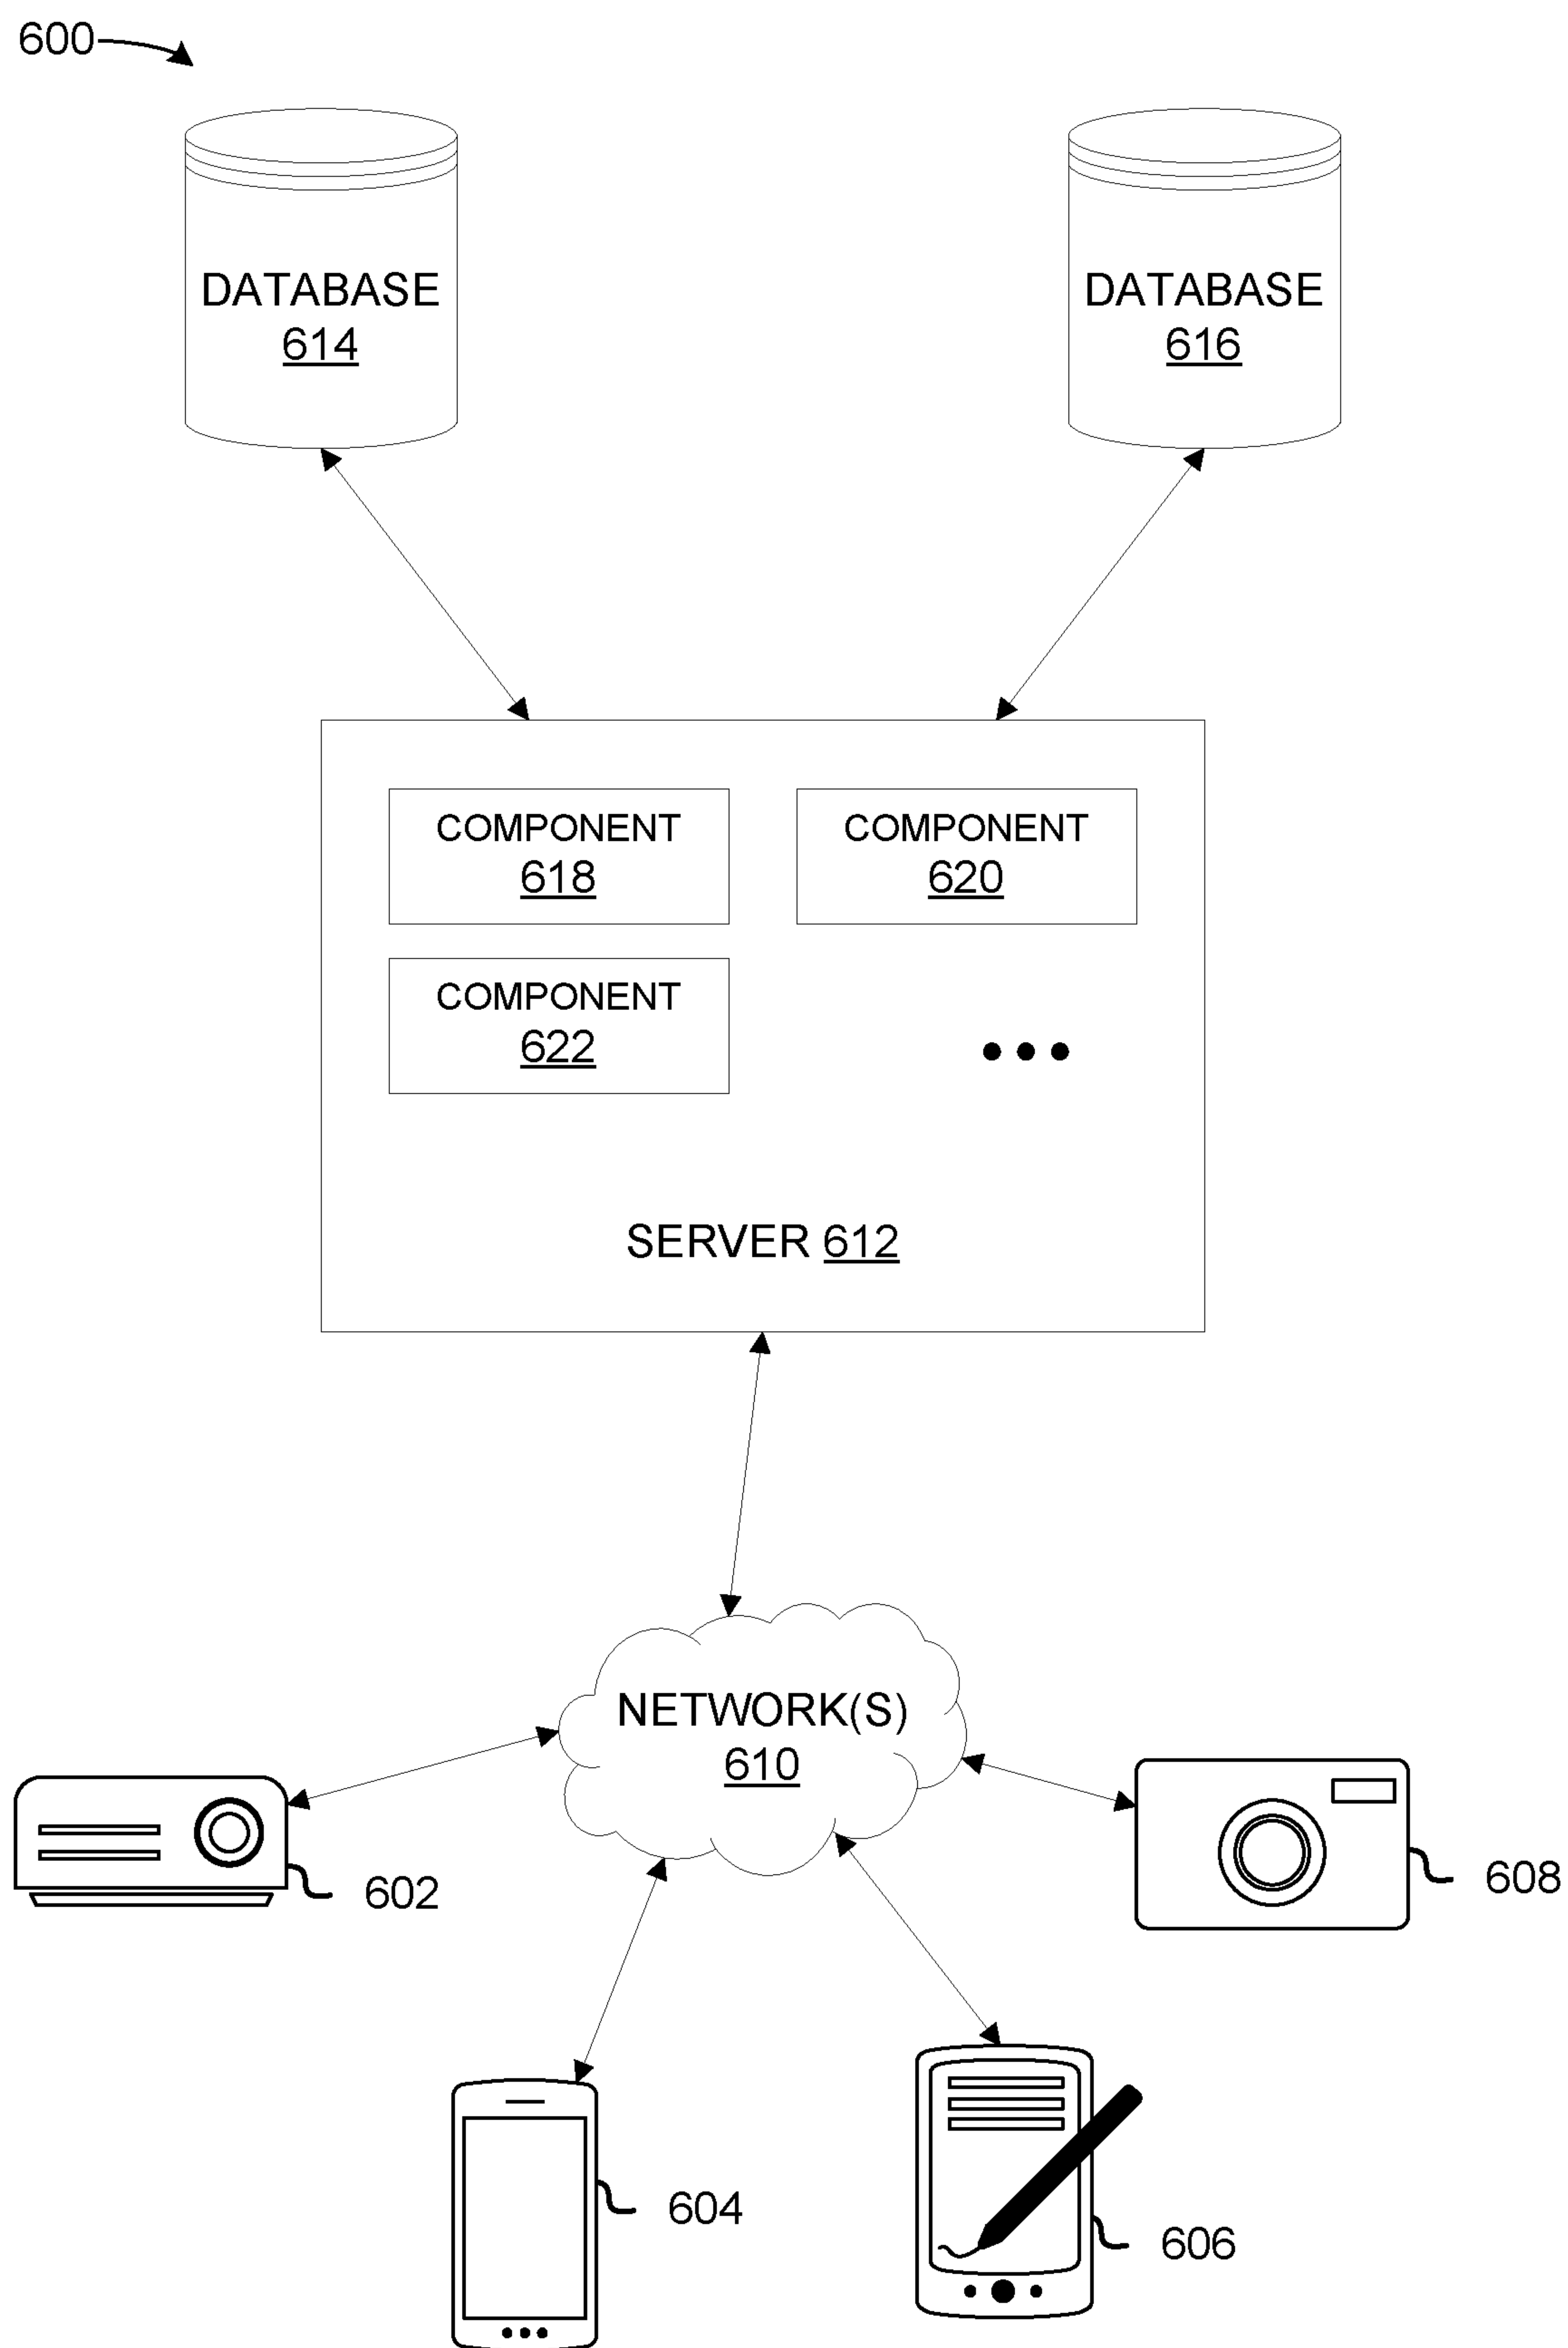 600
DATABASE
614
DATABASE
616
COMPONENT
618
COMPONENT
620
COMPONENT
622
SERVER 612
NETWORK(S)
610
602
608
604
606